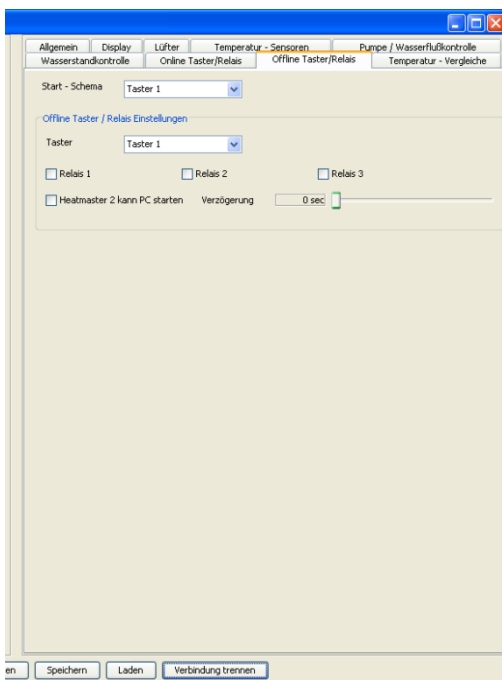 Allgemein Display Lüfter Temperatur - Sensoren Pumpe / Wasserflußkontrolle
Wasserstandkontrolle Online Taster/Relais Offline Taster/Relais Temperatur - Vergleiche
Start - Schema Taster 1
Offline Taster / Relais Einstellungen
Taster Taster 1
Relais 1 Relais 2 Relais 3
Heatmaster 2 kann PC starten Verzögerung 0 sec
en Speichern Laden Verbindung trennen